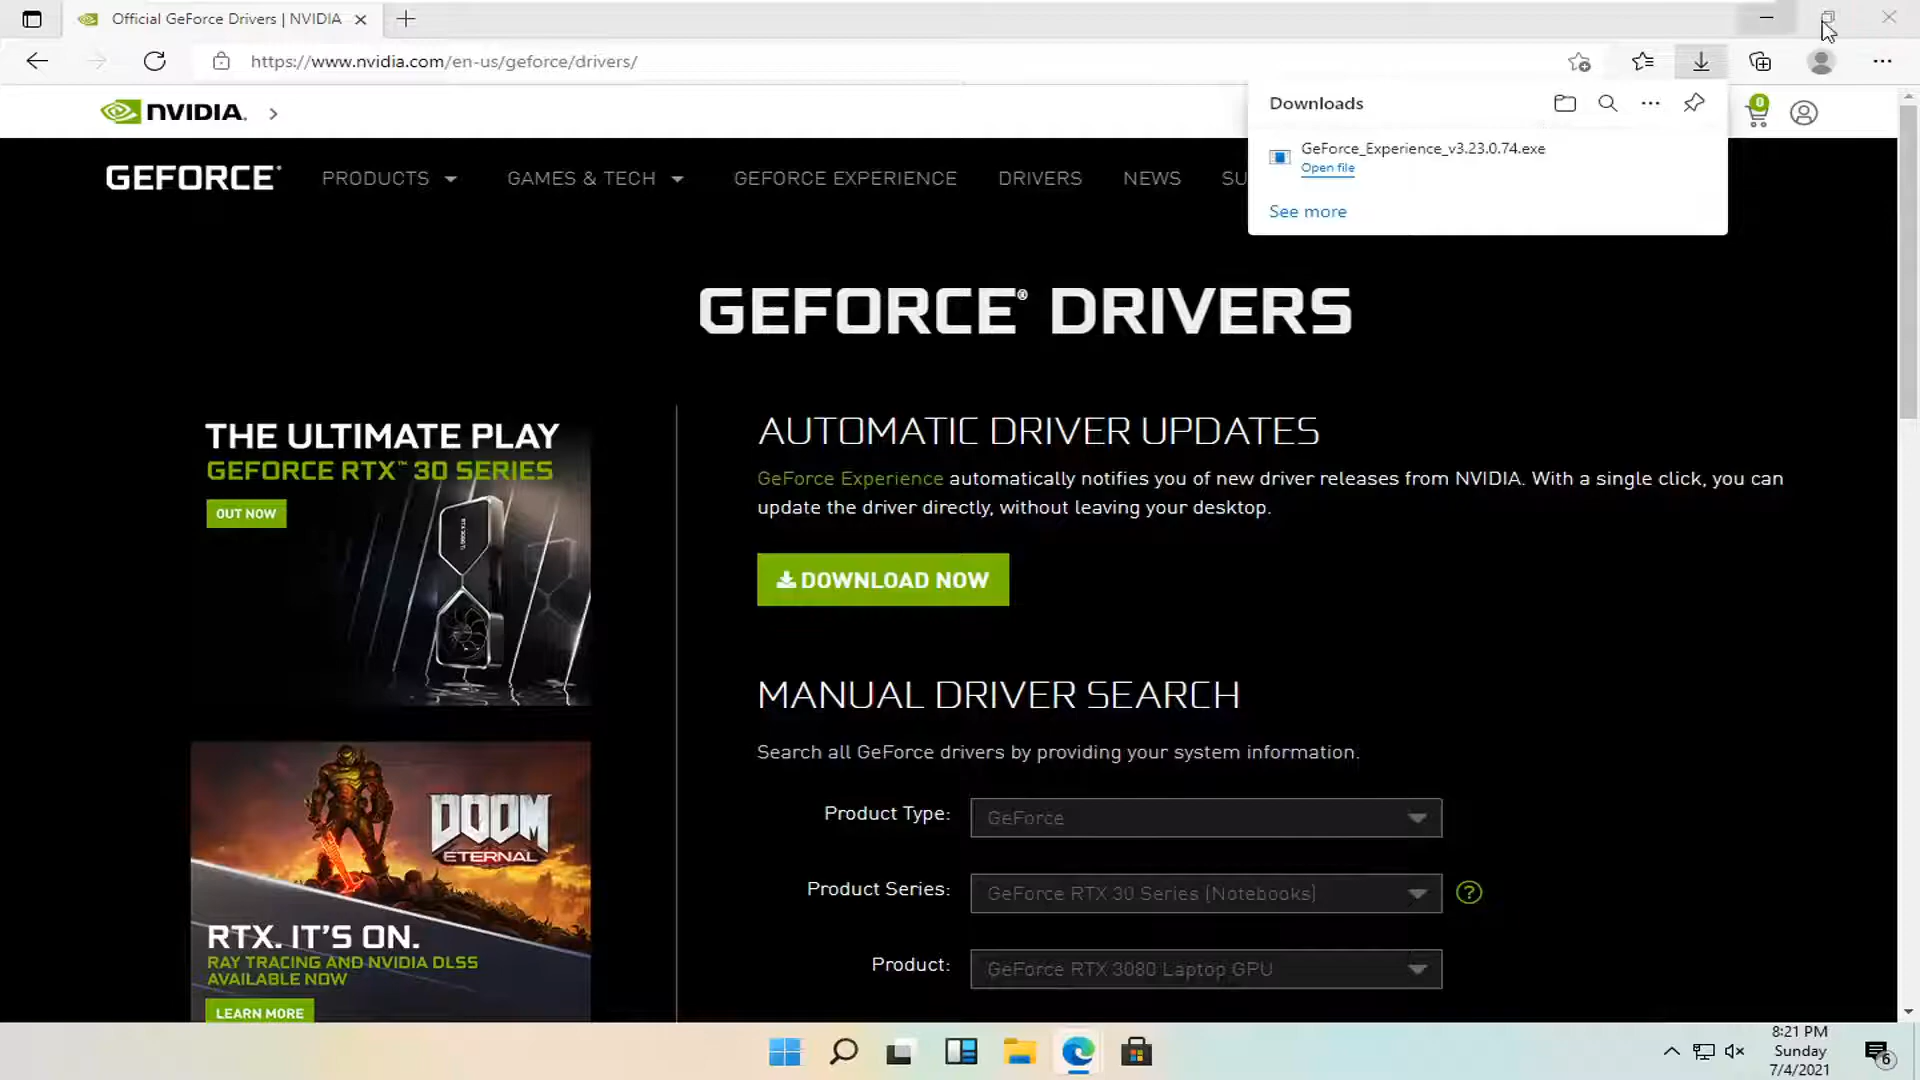 Official GeForce Drivers | NVIDIA
https://www.nvidia.com/en-us/geforce/drivers/
Downloads
GeForce_Experience_v3.23.0.74.exe
Open file
See more
NVIDIA.
0
GEFORCE
PRODUCTS
GAMES & TECH
GEFORCE EXPERIENCE
DRIVERS
NEWS
SU
GEFORCE® DRIVERS
THE ULTIMATE PLAY
GEFORCE RTX™ 30 SERIES
OUT NOW
AUTOMATIC DRIVER UPDATES
GeForce Experience automatically notifies you of new driver releases from NVIDIA. With a single click, you can
update the driver directly, without leaving your desktop.
DOWNLOAD NOW
MANUAL DRIVER SEARCH
Search all GeForce drivers by providing your system information.
Product Type:
GeForce
Product Series:
GeForce RTX 30 Series (Notebooks)
?
Product:
GeForce RTX 3080 Laptop GPU
DOOM
ETERNAL
RTX. IT'S ON.
RAY TRACING AND NVIDIA DLSS
AVAILABLE NOW
LEARN MORE
8:21 PM
Sunday
7/4/2021
6